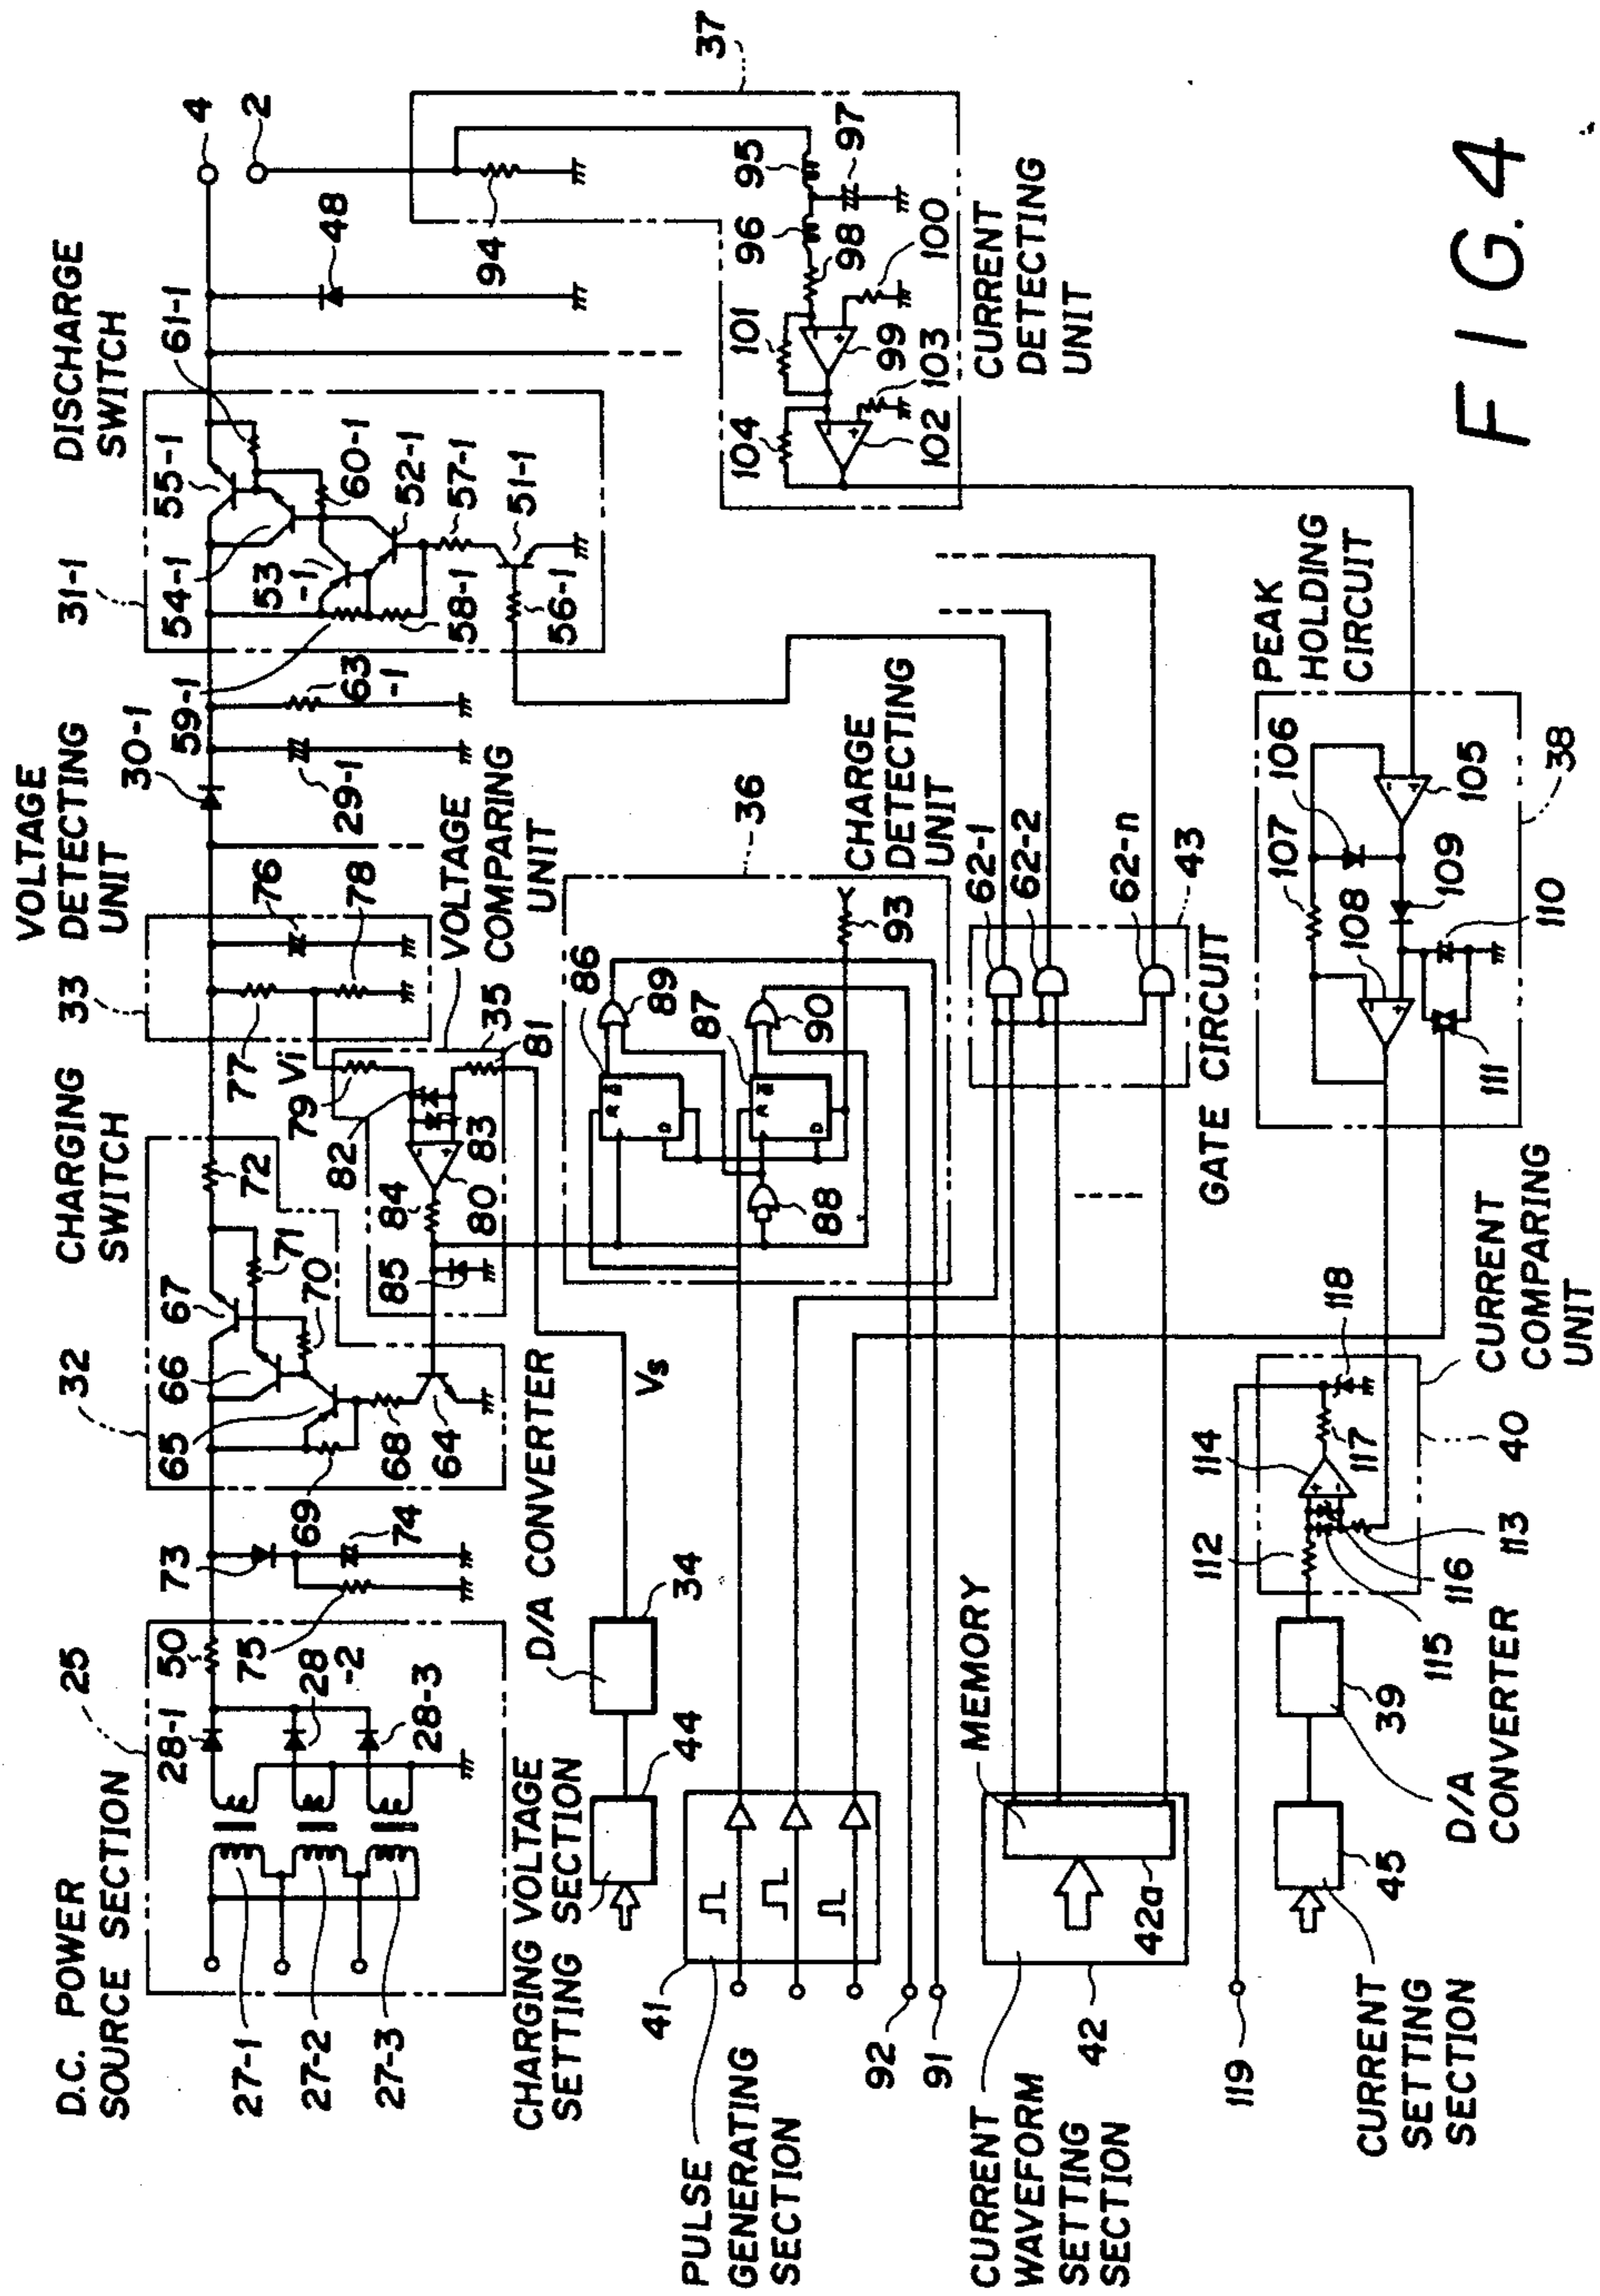 D.C. POWER
SOURCE SECTION
25
27-1
27-2
27-3
28-1
28
-2
28-3
50
75
73
69
74
CHARGING
SWITCH
32
65
66
67
68
64
70
71
72
VOLTAGE
DETECTING
UNIT
33
77
76
78
Vi
79
82
83
84
80
85
35
81
VOLTAGE
COMPARING
UNIT
30-1
29-1
59-1
63
-1
DISCHARGE
SWITCH
31-1
54-1
55-1
61-1
53
-1
60-1
52-1
58-1
57-1
56-1
51-1
48
4
2
94
37
95
96
97
98
100
101
99
103
104
102
CURRENT
DETECTING
UNIT
CHARGING VOLTAGE
SETTING SECTION
44
34
D/A CONVERTER
Vs
36
CHARGE
DETECTING
UNIT
86
R Q
D
89
87
R Q
D
90
88
93
PULSE
GENERATING
SECTION
41
92
91
CURRENT
WAVEFORM
SETTING
SECTION
42
42a
MEMORY
GATE CIRCUIT
62-1
62-2
62-n
43
PEAK
HOLDING
CIRCUIT
107
106
105
108
109
110
111
38
119
CURRENT
SETTING
SECTION
45
39
D/A
CONVERTER
112
114
118
117
115
116
113
40
CURRENT
COMPARING
UNIT
FIG. 4